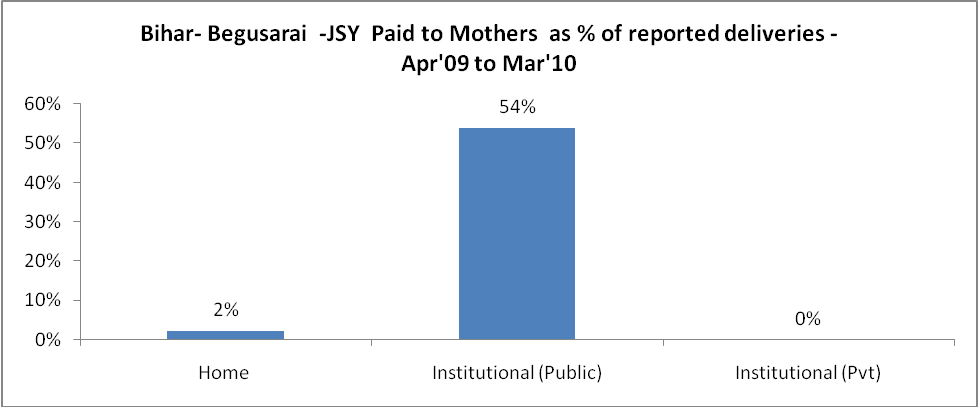 Bihar- Begusarai -JSY Paid to Mothers as % of reported deliveries -
Apr'09 to Mar'10
60%
54%
50%
40%
30%
20%
10%
2%
0%
0%
Home
Institutional (Public)
Institutional (Pvt)